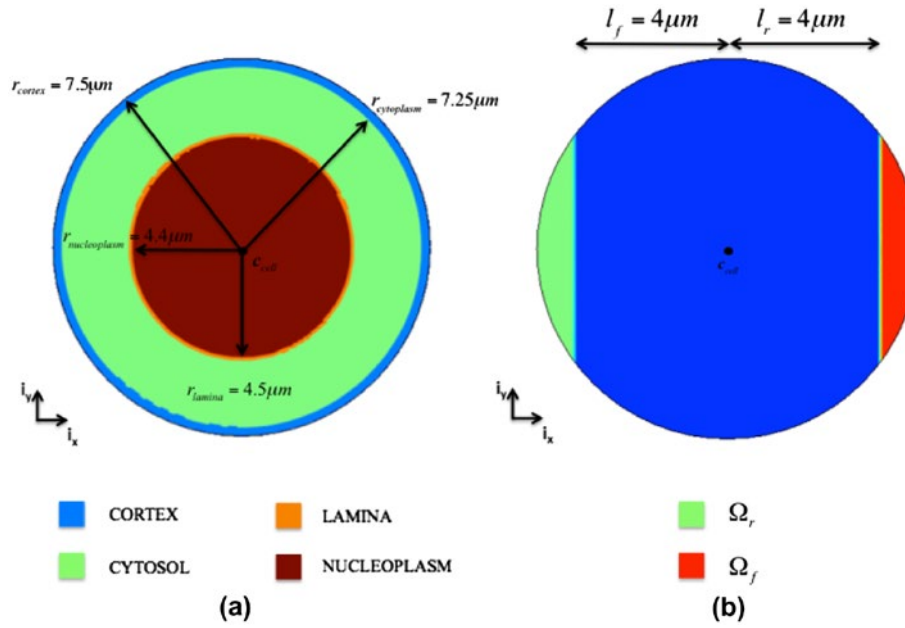 r_cortex = 7.5μm
r_cytoplasm = 7.25μm
r_nucleoplasm = 4.4μm
c_cell
r_lamina = 4.5μm
i_y
i_x
CORTEX
LAMINA
CYTOSOL
NUCLEOPLASM
(a)
l_f = 4μm
l_r = 4μm
c_cell
i_y
i_x
Ω_r
Ω_f
(b)